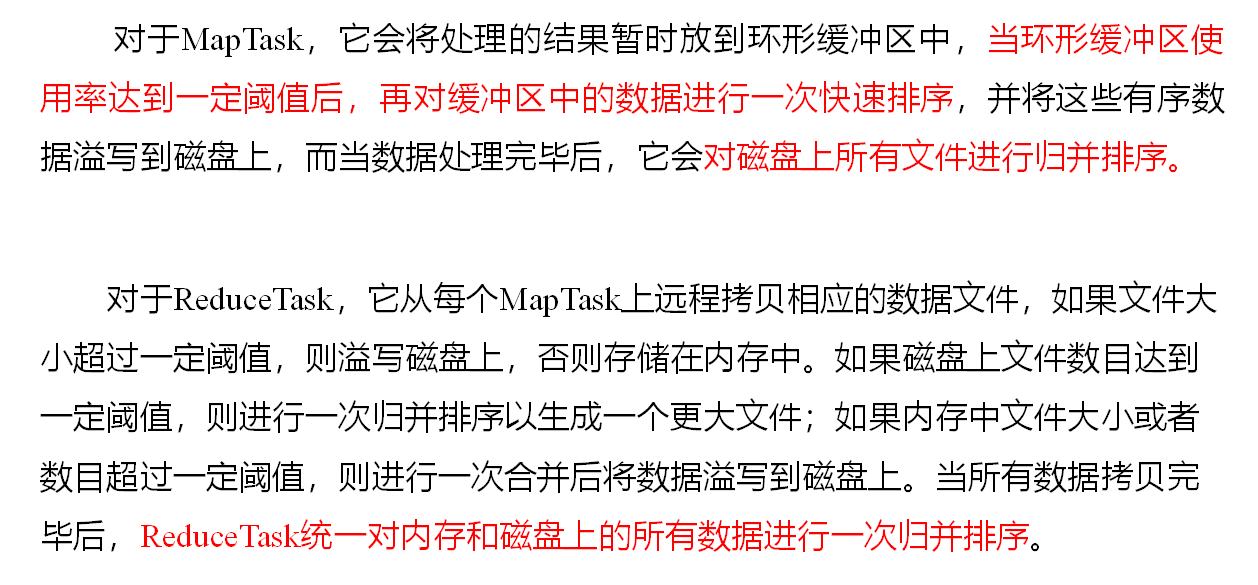 对于MapTask，它会将处理的结果暂时放到环形缓冲区中，当环形缓冲区使
用率达到一定阈值后，再对缓冲区中的数据进行一次快速排序，并将这些有序数
据溢写到磁盘上，而当数据处理完毕后，它会对磁盘上所有文件进行归并排序。
对于ReduceTask，它从每个MapTask上远程拷贝相应的数据文件，如果文件大
小超过一定阈值，则溢写磁盘上，否则存储在内存中。如果磁盘上文件数目达到
一定阈值，则进行一次归并排序以生成一个更大文件；如果内存中文件大小或者
数目超过一定阈值，则进行一次合并后将数据溢写到磁盘上。当所有数据拷贝完
毕后，ReduceTask统一对内存和磁盘上的所有数据进行一次归并排序。